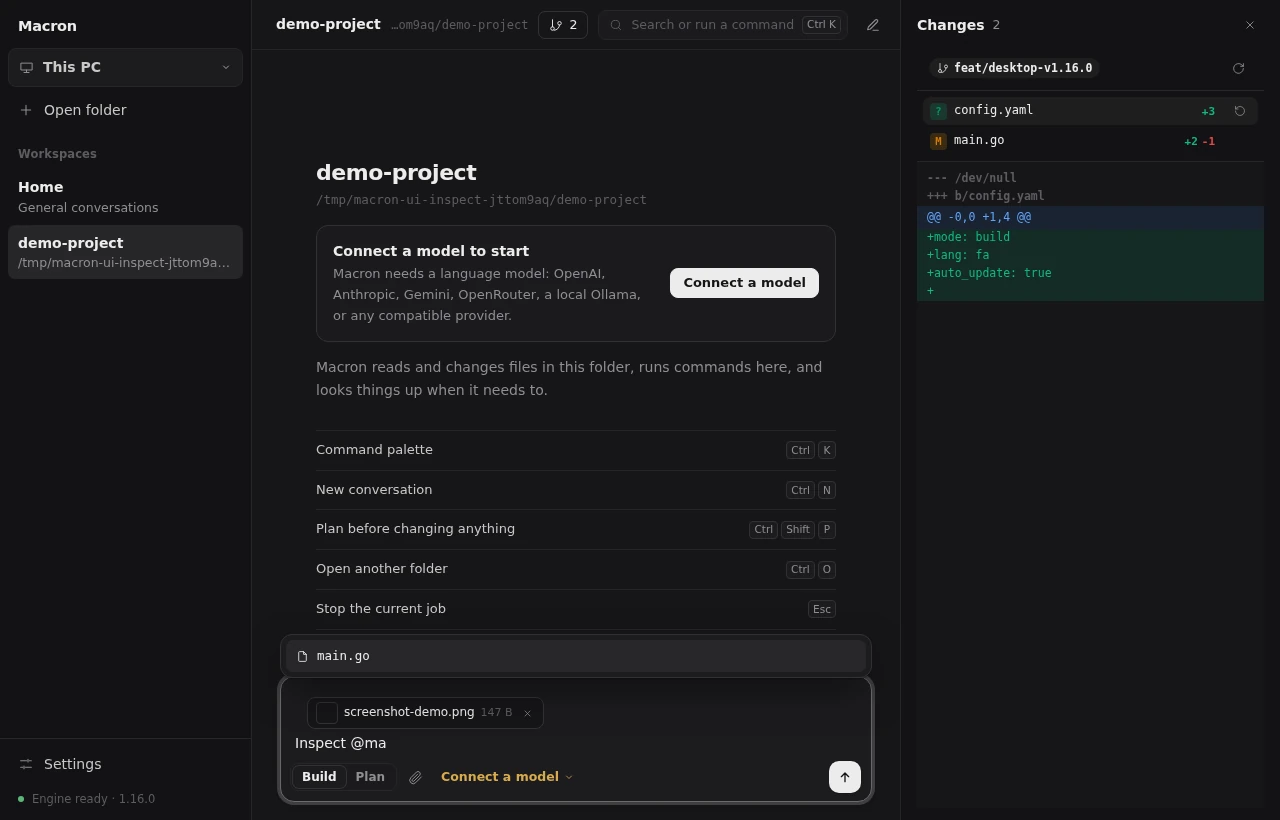 Macron
This PC
Open folder
Workspaces
Home
General conversations
demo-project
/tmp/macron-ui-inspect-jttom9a…
Settings
Engine ready · 1.16.0
demo-project …om9aq/demo-project 2 Search or run a command Ctrl K
demo-project
/tmp/macron-ui-inspect-jttom9aq/demo-project
Connect a model to start
Macron needs a language model: OpenAI,
Anthropic, Gemini, OpenRouter, a local Ollama,
or any compatible provider.
Connect a model
Macron reads and changes files in this folder, runs commands here, and
looks things up when it needs to.
Command palette Ctrl K
New conversation Ctrl N
Plan before changing anything Ctrl Shift P
Open another folder Ctrl O
Stop the current job Esc
main.go
screenshot-demo.png 147 B ×
Inspect @ma
Build Plan Connect a model
Changes 2
feat/desktop-v1.16.0
? config.yaml +3
M main.go +2 -1
--- /dev/null
+++ b/config.yaml
@@ -0,0 +1,4 @@
+mode: build
+lang: fa
+auto_update: true
+